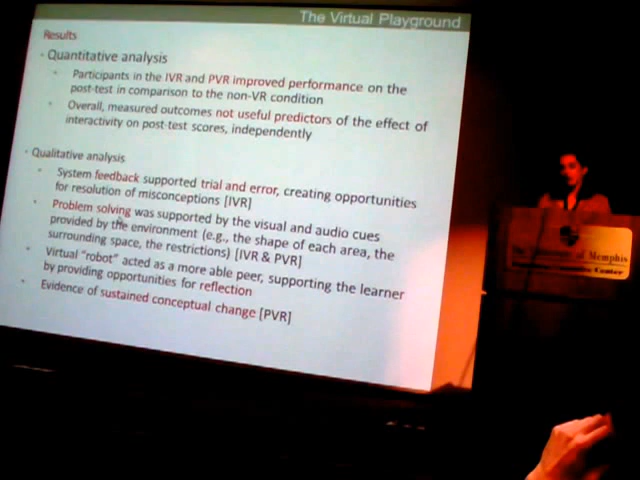 The Virtual Playground
Results
• Quantitative analysis
• Participants in the IVR and PVR improved performance on the
post-test in comparison to the non-VR condition
• Overall, measured outcomes not useful predictors of the effect of
interactivity on post-test scores, independently
• Qualitative analysis
• System feedback supported trial and error, creating opportunities
for resolution of misconceptions [IVR]
• Problem solving was supported by the visual and audio cues
provided by the environment (e.g., the shape of each area, the
surrounding space, the restrictions) [IVR & PVR]
• Virtual "robot" acted as a more able peer, supporting the learner
by providing opportunities for reflection
• Evidence of sustained conceptual change [PVR]
The University of Memphis
Center